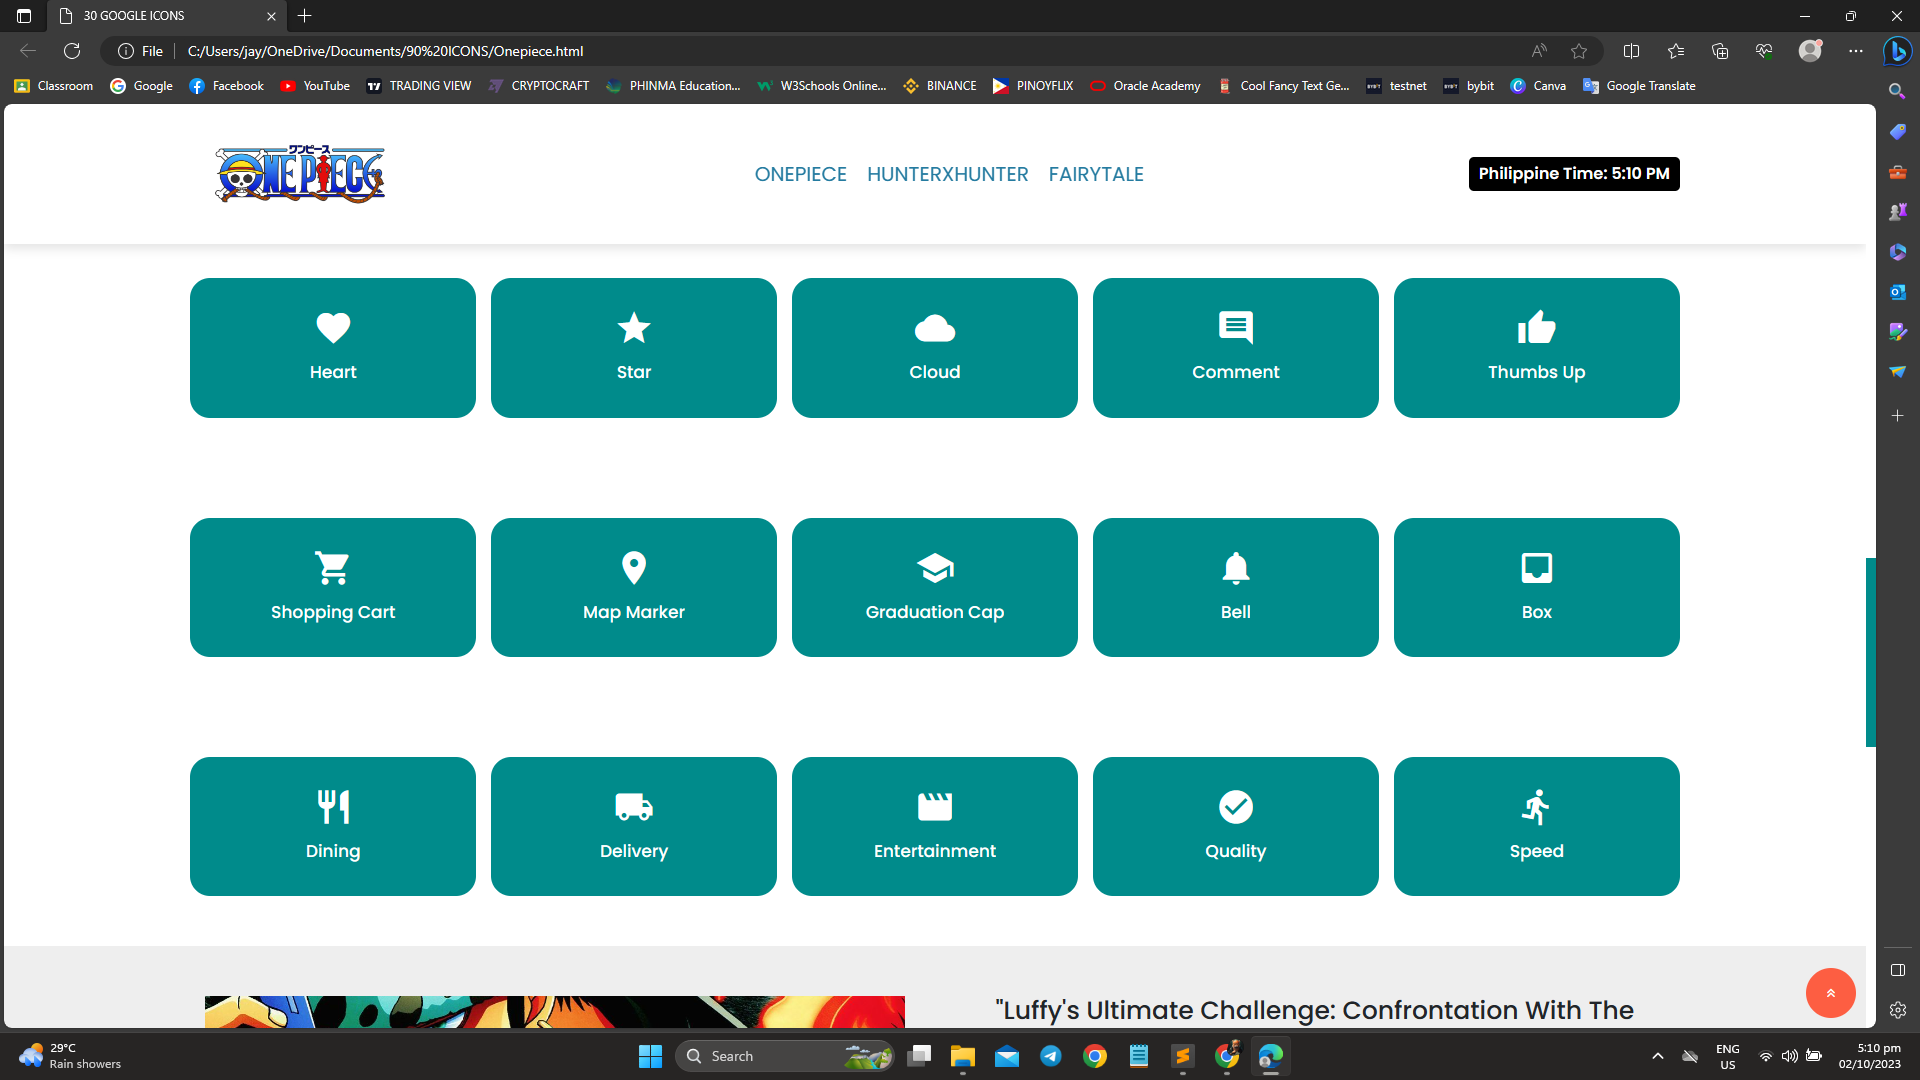 30 GOOGLE ICONS
File
C:/Users/jay/OneDrive/Documents/90%20ICONS/Onepiece.html
Classroom
Google
Facebook
YouTube
TRADING VIEW
CRYPTOCRAFT
PHINMA Education...
W3Schools Online...
BINANCE
PINOYFLIX
Oracle Academy
Cool Fancy Text Ge...
testnet
bybit
Canva
Google Translate
ワンピース
ONE PIECE
ONEPIECE HUNTERXHUNTER FAIRYTALE
Philippine Time: 5:10 PM
Heart
Star
Cloud
Comment
Thumbs Up
Shopping Cart
Map Marker
Graduation Cap
Bell
Box
Dining
Delivery
Entertainment
Quality
Speed
"Luffy's Ultimate Challenge: Confrontation With The
29°C
Rain showers
Search
ENG
US
5:10 pm
02/10/2023